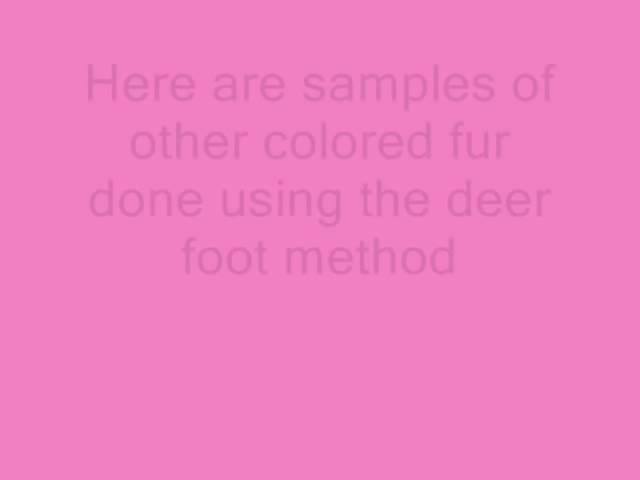 Here are samples of
other colored fur
done using the deer
foot method